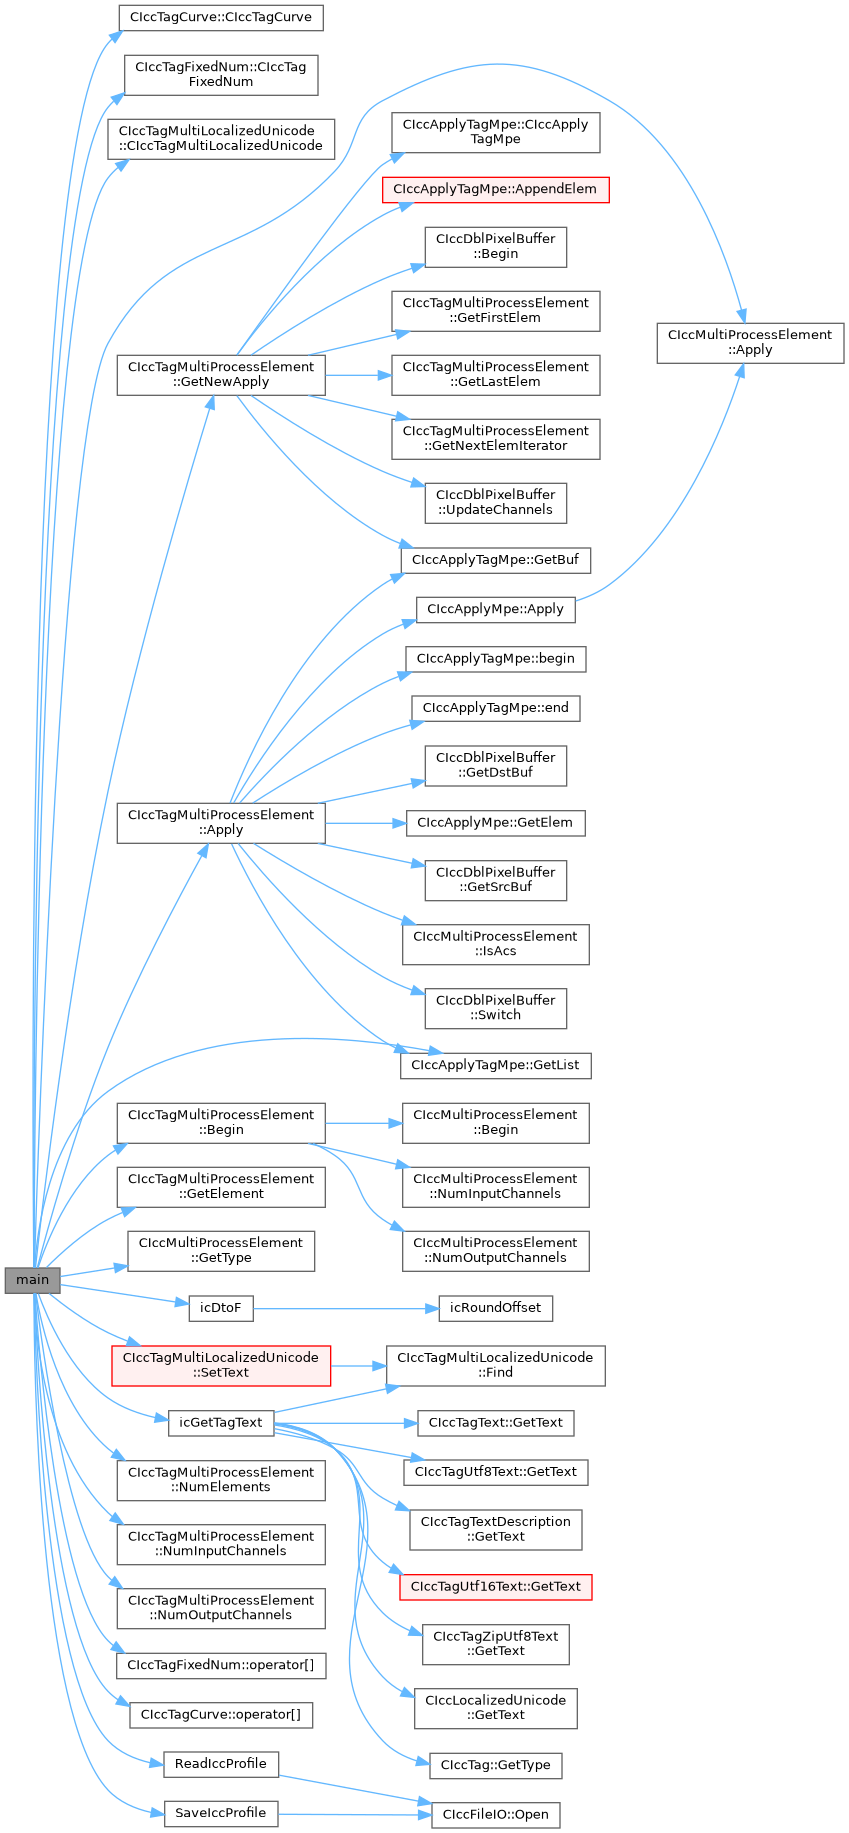 CIccTagCurve::CIccTagCurve
CIccTagFixedNum::CIccTag
FixedNum
CIccTagMultiLocalizedUnicode
::CIccTagMultiLocalizedUnicode
CIccApplyTagMpe::CIccApply
TagMpe
CIccApplyTagMpe::AppendElem
CIccDblPixelBuffer
::Begin
CIccTagMultiProcessElement
::GetFirstElem
CIccMultiProcessElement
::Apply
CIccTagMultiProcessElement
::GetNewApply
CIccTagMultiProcessElement
::GetLastElem
CIccTagMultiProcessElement
::GetNextElemIterator
CIccDblPixelBuffer
::UpdateChannels
CIccApplyTagMpe::GetBuf
CIccApplyMpe::Apply
CIccApplyTagMpe::begin
CIccApplyTagMpe::end
CIccDblPixelBuffer
::GetDstBuf
CIccTagMultiProcessElement
::Apply
CIccApplyMpe::GetElem
CIccDblPixelBuffer
::GetSrcBuf
CIccMultiProcessElement
::IsAcs
CIccDblPixelBuffer
::Switch
CIccApplyTagMpe::GetList
CIccTagMultiProcessElement
::Begin
CIccMultiProcessElement
::Begin
CIccTagMultiProcessElement
::GetElement
CIccMultiProcessElement
::NumInputChannels
CIccMultiProcessElement
::GetType
CIccMultiProcessElement
::NumOutputChannels
main
icDtoF
icRoundOffset
CIccTagMultiLocalizedUnicode
::SetText
CIccTagMultiLocalizedUnicode
::Find
icGetTagText
CIccTagText::GetText
CIccTagMultiProcessElement
::NumElements
CIccTagUtf8Text::GetText
CIccTagMultiProcessElement
::NumInputChannels
CIccTagTextDescription
::GetText
CIccTagMultiProcessElement
::NumOutputChannels
CIccTagUtf16Text::GetText
CIccTagFixedNum::operator[]
CIccTagZipUtf8Text
::GetText
CIccTagCurve::operator[]
CIccLocalizedUnicode
::GetText
ReadIccProfile
CIccTag::GetType
SaveIccProfile
CIccFileIO::Open